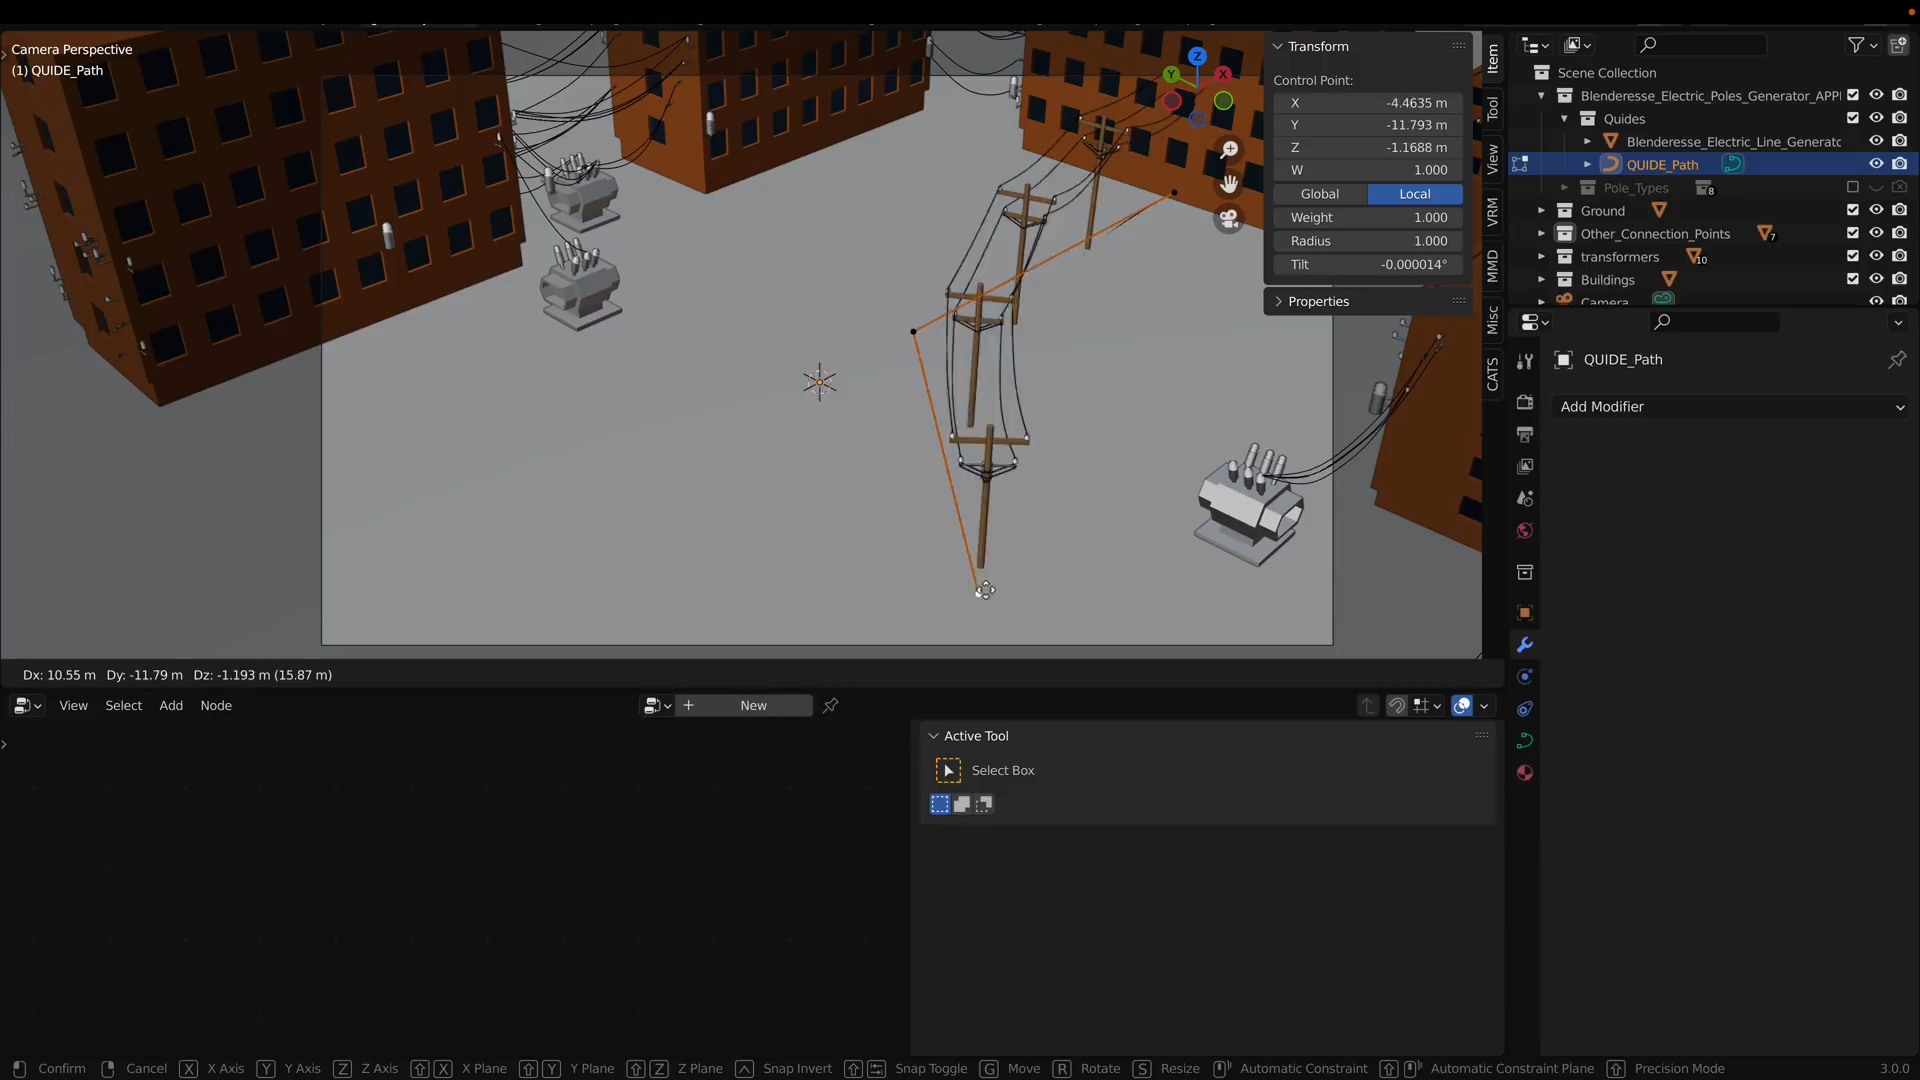 Camera Perspective
(1) QUIDE_Path
Z
Y
X
Transform
Control Point:
X -4.4635 m
Y -11.793 m
Z -1.1688 m
W 1.000
Global Local
Weight 1.000
Radius 1.000
Tilt -0.000014°
Properties
Item
Tool
View
VRM
MMD
Misc
CATS
Scene Collection
Blenderesse_Electric_Poles_Generator_APPI
Quides
Blenderesse_Electric_Line_Generatc
QUIDE_Path
Pole_Types 8
Ground
Other_Connection_Points 7
transformers 10
Buildings
Camera
QUIDE_Path
Add Modifier
Dx: 10.55 m Dy: -11.79 m Dz: -1.193 m (15.87 m)
View Select Add Node
New
Active Tool
Select Box
Confirm Cancel X X Axis Y Y Axis Z Z Axis X X Plane Y Y Plane Z Z Plane Snap Invert Snap Toggle G Move R Rotate S Resize Automatic Constraint Automatic Constraint Plane Precision Mode 3.0.0